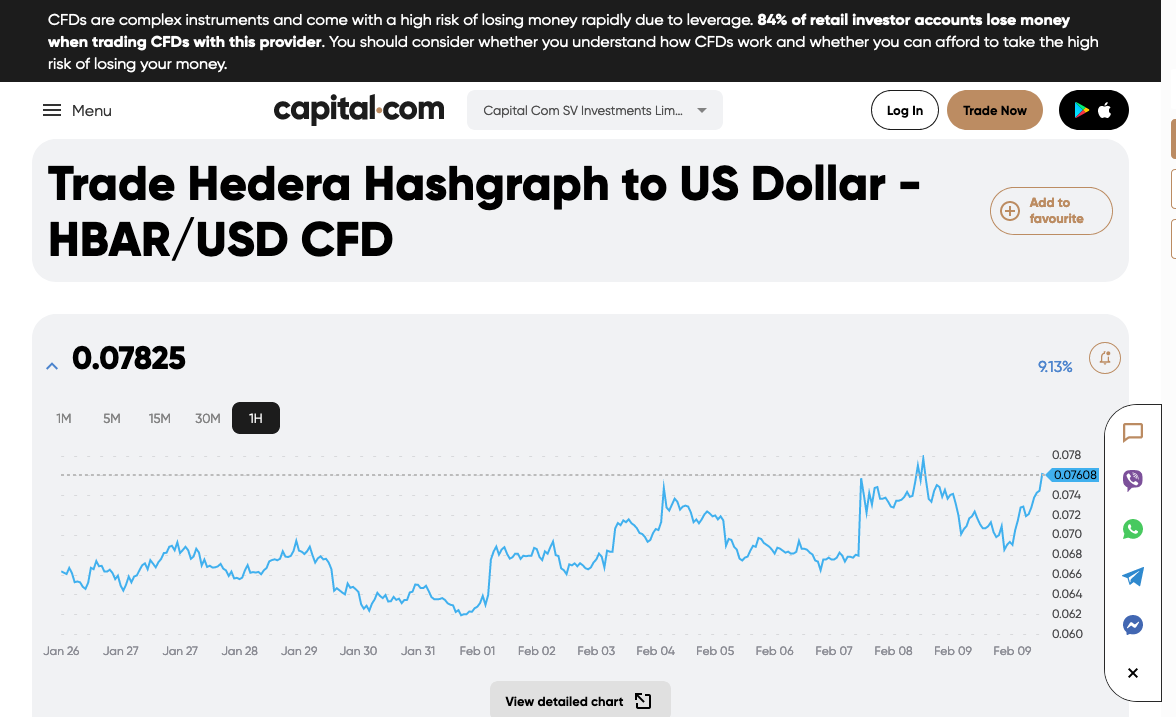 CFDs are complex instruments and come with a high risk of losing money rapidly due to leverage. 84% of retail investor accounts lose money
when trading CFDs with this provider. You should consider whether you understand how CFDs work and whether you can afford to take the high
risk of losing your money.
Menu
capital.com
Capital Com SV Investments Lim...
Log In
Trade Now
Trade Hedera Hashgraph to US Dollar -
HBAR/USD CFD
Add to
favourite
0.07825
9.13%
1M 5M 15M 30M 1H
0.078
0.07608
0.074
0.072
0.070
0.068
0.066
0.064
0.062
0.060
Jan 26 Jan 27 Jan 27 Jan 28 Jan 29 Jan 30 Jan 31 Feb 01 Feb 02 Feb 03 Feb 04 Feb 05 Feb 06 Feb 07 Feb 08 Feb 09 Feb 09
View detailed chart